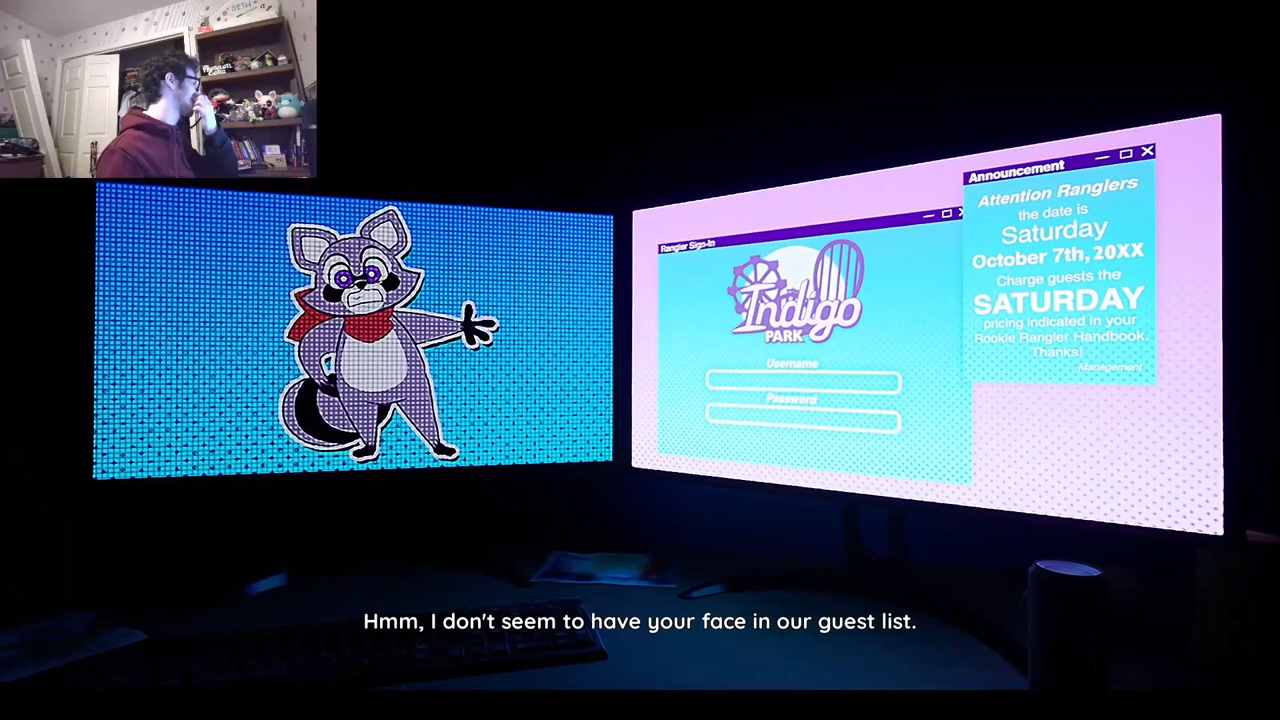 SETH
Announcement
Attention Ranglers
the date is
Saturday
October 7th, 20XX
Charge guests the
SATURDAY
pricing indicated in your
Rookie Rangler Handbook.
Thanks!
-Management
Rangler Sign-In
Indigo
PARK
Username
Password
Hmm, I don't seem to have your face in our guest list.